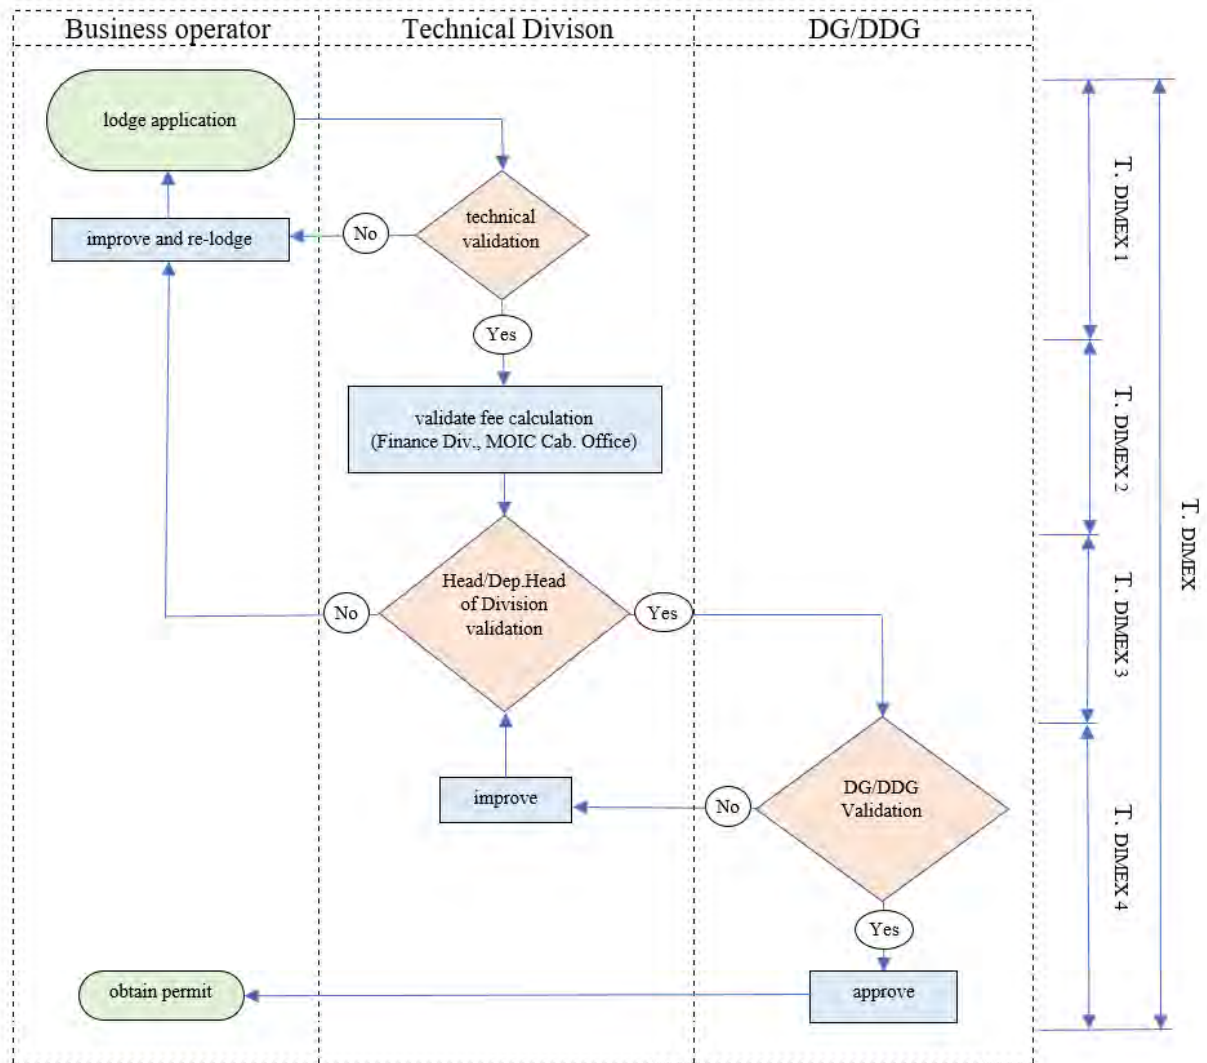 Business operator
Technical Divison
DG/DDG
lodge application
technical
validation
No
improve and re-lodge
Yes
validate fee calculation
(Finance Div., MOIC Cab. Office)
Head/Dep.Head
of Division
validation
No
Yes
improve
No
DG/DDG
Validation
Yes
approve
obtain permit
T. DIMEX 1
T. DIMEX 2
T. DIMEX 3
T. DIMEX 4
T. DIMEX